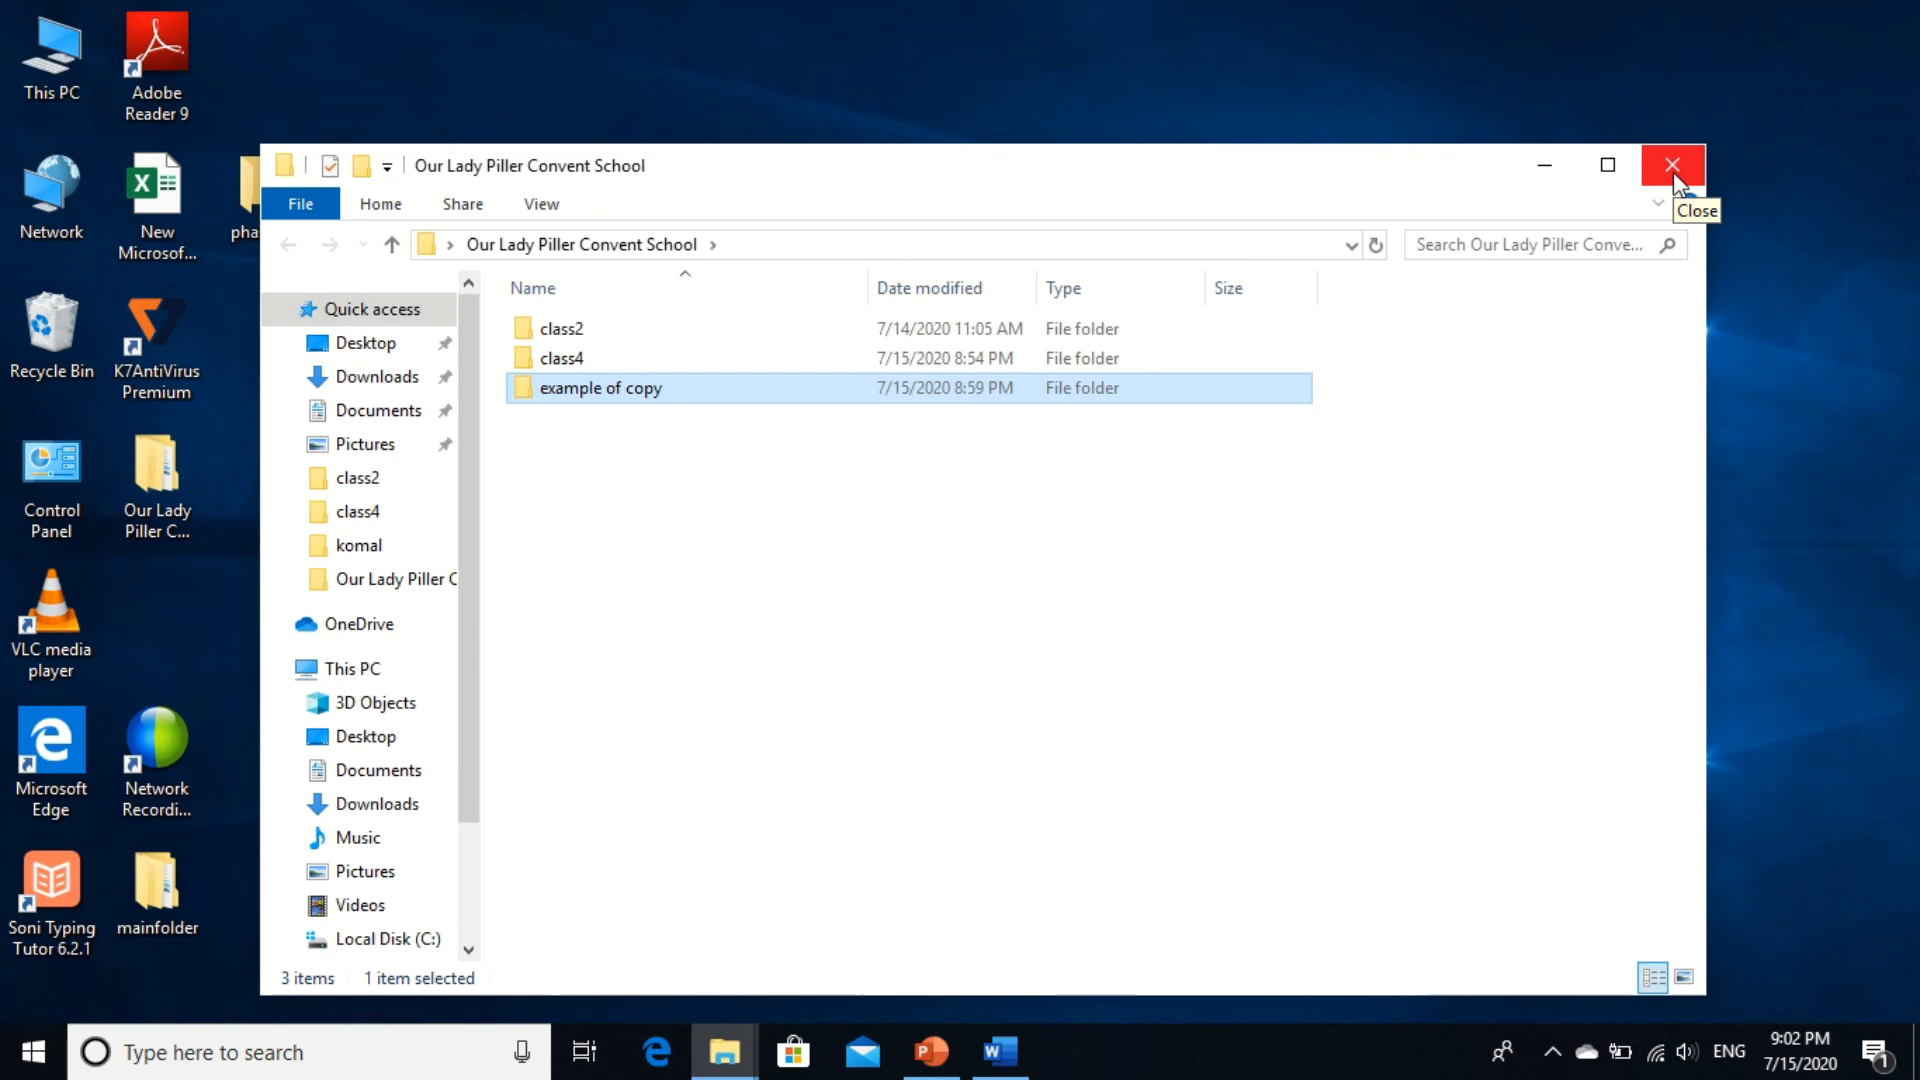 This PC
Adobe
Reader 9
Network
New
Microsof...
pha
Recycle Bin
K7AntiVirus
Premium
Control
Panel
Our Lady
Piller C...
VLC media
player
Microsoft
Edge
Network
Recordi...
Soni Typing
Tutor 6.2.1
mainfolder
Our Lady Piller Convent School
Close
File Home Share View
Our Lady Piller Convent School
Search Our Lady Piller Conve...
Name Date modified Type Size
class2 7/14/2020 11:05 AM File folder
class4 7/15/2020 8:54 PM File folder
example of copy 7/15/2020 8:59 PM File folder
Quick access
Desktop
Downloads
Documents
Pictures
class2
class4
komal
Our Lady Piller C
OneDrive
This PC
3D Objects
Desktop
Documents
Downloads
Music
Pictures
Videos
Local Disk (C:)
3 items 1 item selected
Type here to search
ENG
9:02 PM
7/15/2020
1